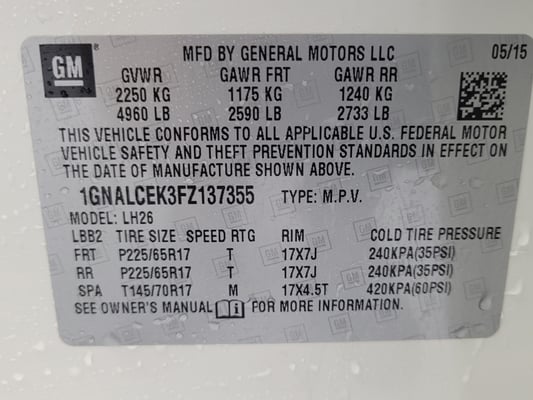 GM
MFD BY GENERAL MOTORS LLC 05/15
GVWR GAWR FRT GAWR RR
2250 KG 1175 KG 1240 KG
4960 LB 2590 LB 2733 LB
THIS VEHICLE CONFORMS TO ALL APPLICABLE U.S. FEDERAL MOTOR
VEHICLE SAFETY AND THEFT PREVENTION STANDARDS IN EFFECT ON
THE DATE OF MANUFACTURE SHOWN ABOVE.
1GNALCEK3FZ137355 TYPE: M.P.V.
MODEL: LH26
LBB2 TIRE SIZE SPEED RTG RIM COLD TIRE PRESSURE
FRT P225/65R17 T 17X7J 240KPA(35PSI)
RR P225/65R17 T 17X7J 240KPA(35PSI)
SPA T145/70R17 M 17X4.5T 420KPA(60PSI)
SEE OWNER'S MANUAL i FOR MORE INFORMATION.